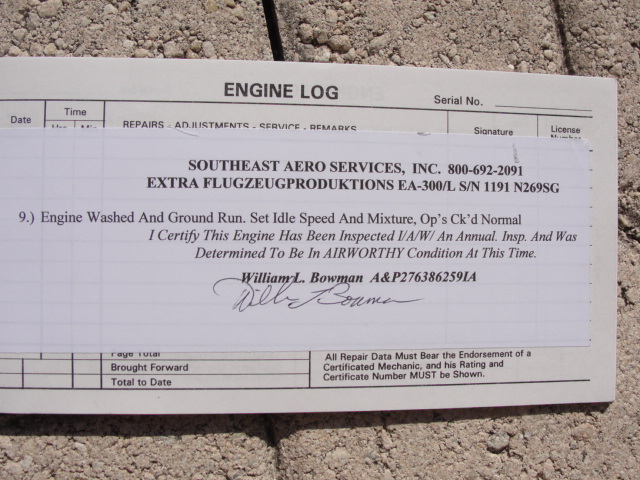 ENGINE LOG
Serial No.
Date
Time
REPAIRS - ADJUSTMENTS - SERVICE - REMARKS
Signature
License
SOUTHEAST AERO SERVICES, INC. 800-692-2091
EXTRA FLUGZEUGPRODUKTIONS EA-300/L S/N 1191 N269SG
9.) Engine Washed And Ground Run. Set Idle Speed And Mixture, Op's Ck'd Normal
I Certify This Engine Has Been Inspected I/A/W/ An Annual. Insp. And Was
Determined To Be In AIRWORTHY Condition At This Time.
William L. Bowman A&P276386259IA
Page Total
Brought Forward
Total to Date
All Repair Data Must Bear the Endorsement of a
Certificated Mechanic, and his Rating and
Certificate Number MUST be Shown.